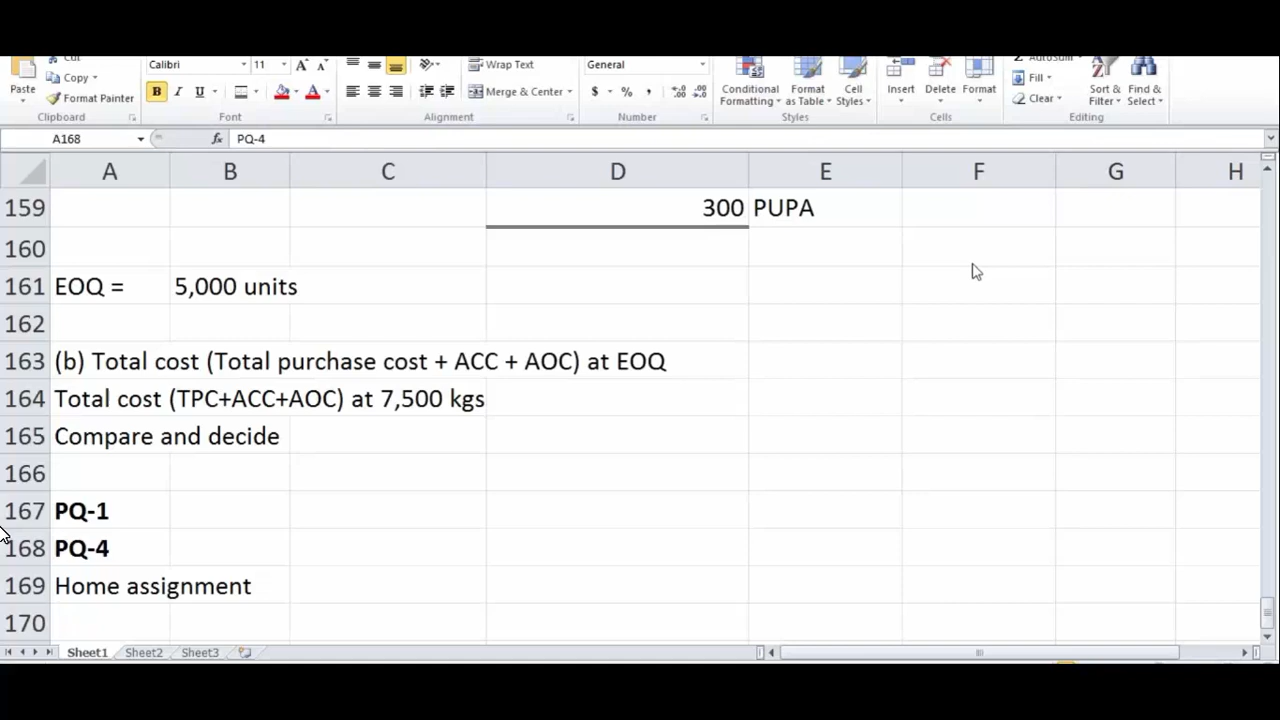 Cut
Calibri 11 A A Wrap Text General AutoSum
Paste Copy
Format Painter B I U Merge & Center $ % , Conditional Formatting Format as Table Cell Styles Insert Delete Format Fill Clear Sort & Filter Find & Select
Clipboard Font Alignment Number Styles Cells Editing
A168 fx PQ-4
A B C D E F G H
159 300 PUPA
160
161 EOQ = 5,000 units
162
163 (b) Total cost (Total purchase cost + ACC + AOC) at EOQ
164 Total cost (TPC+ACC+AOC) at 7,500 kgs
165 Compare and decide
166
167 PQ-1
168 PQ-4
169 Home assignment
170
Sheet1 Sheet2 Sheet3